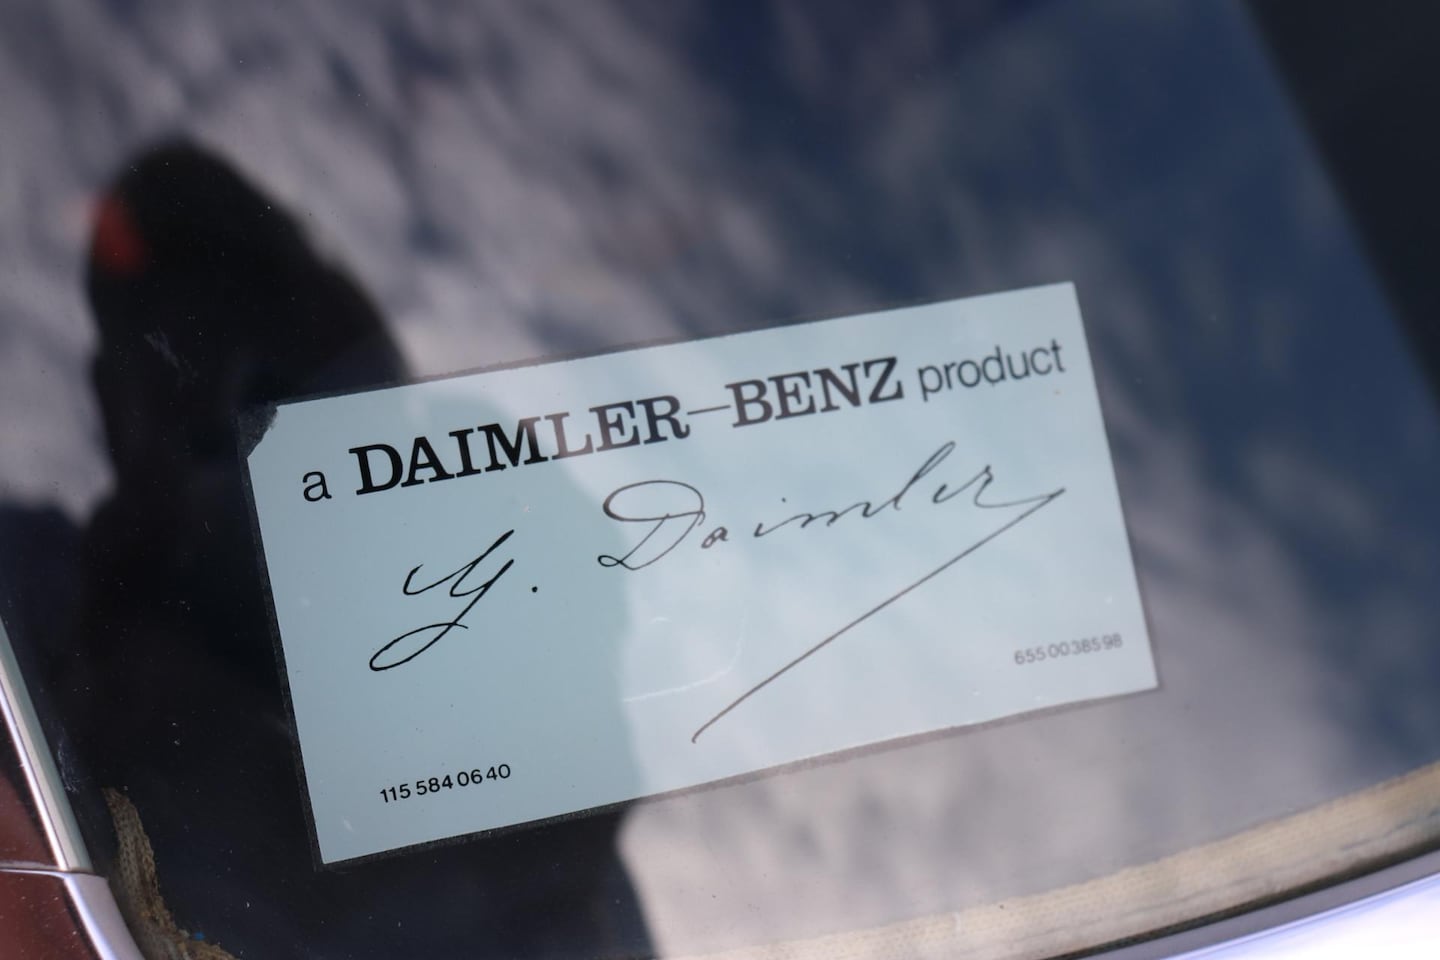 a DAIMLER–BENZ product
G. Daimler
6550038598
115 584 06 40